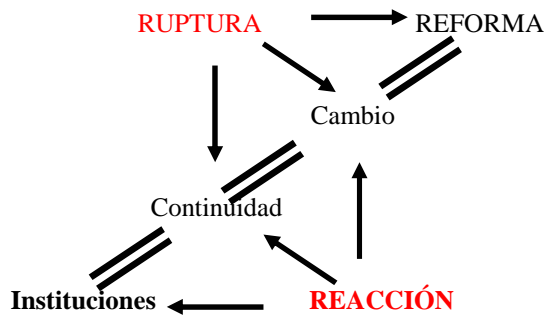 RUPTURA
REFORMA
Cambio
Continuidad
Instituciones
REACCIÓN